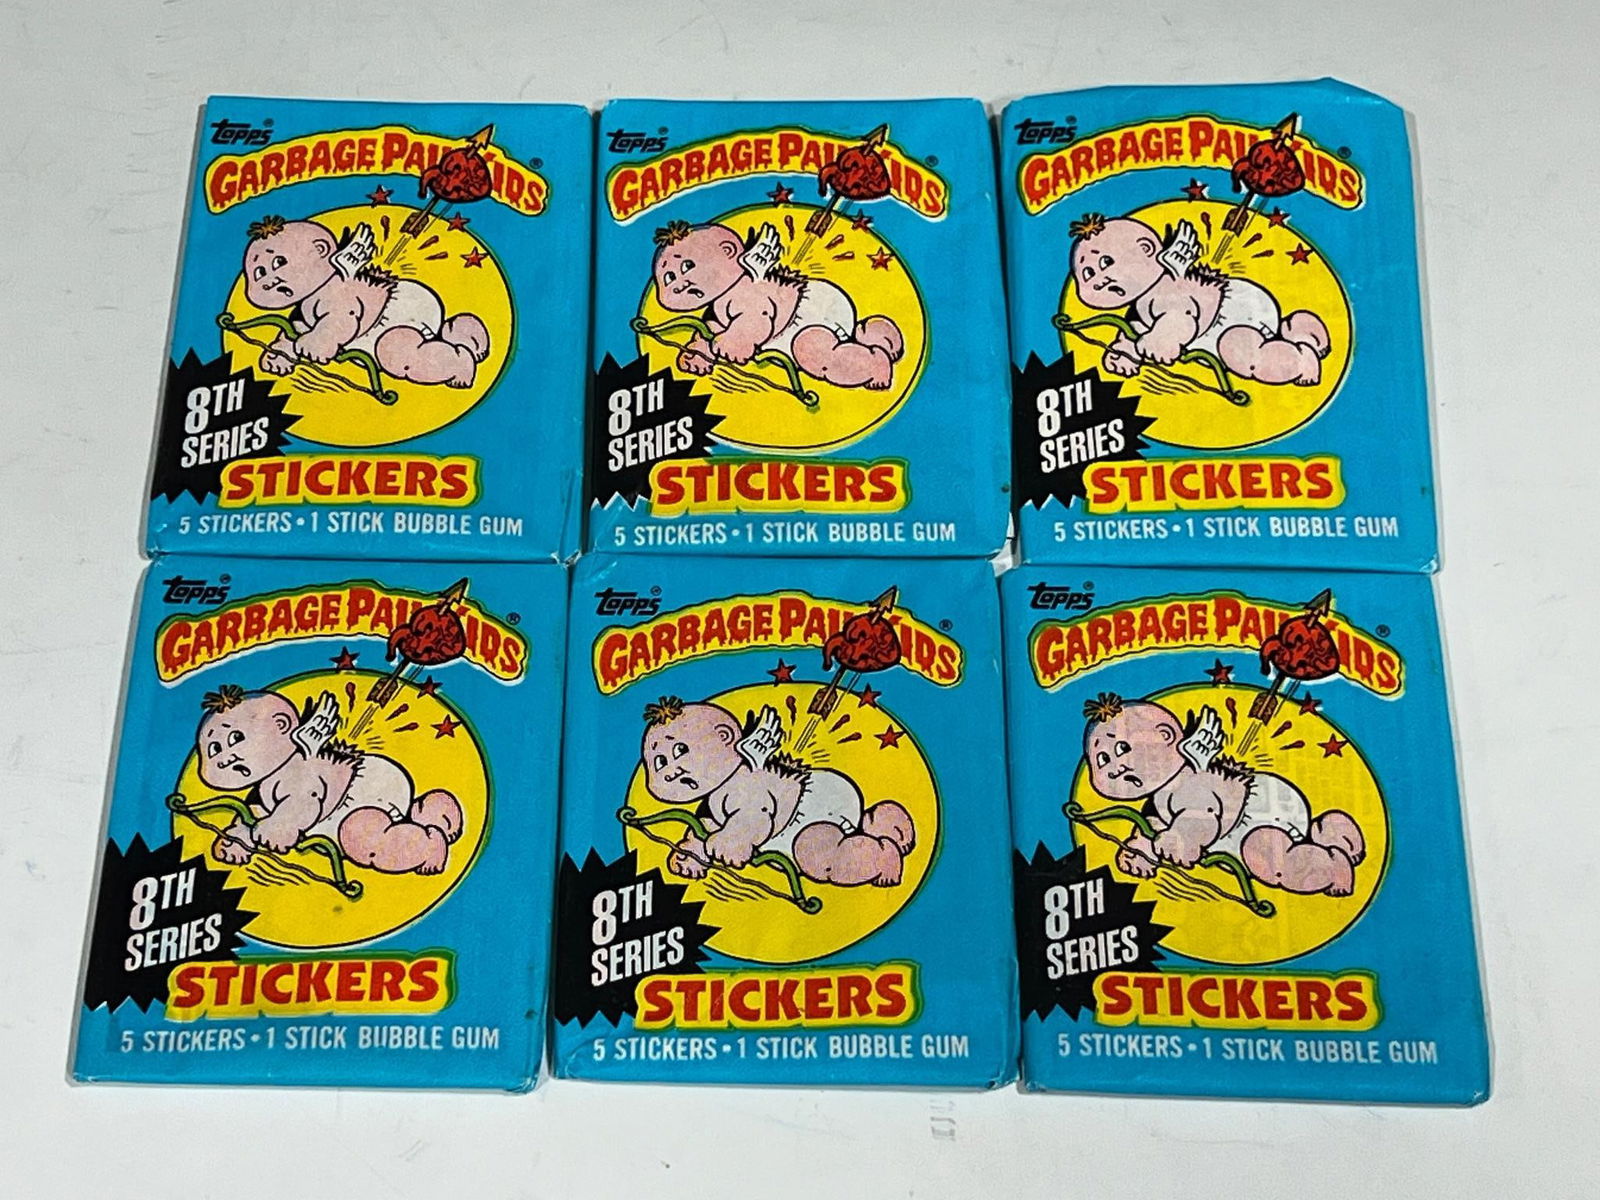 topps®
GARBAGE PAIL KIDS®
8TH
SERIES
STICKERS
5 STICKERS • 1 STICK BUBBLE GUM
topps®
GARBAGE PAIL KIDS®
8TH
SERIES
STICKERS
5 STICKERS • 1 STICK BUBBLE GUM
topps®
GARBAGE PAIL KIDS®
8TH
SERIES
STICKERS
5 STICKERS • 1 STICK BUBBLE GUM
topps®
GARBAGE PAIL KIDS®
8TH
SERIES
STICKERS
5 STICKERS • 1 STICK BUBBLE GUM
topps®
GARBAGE PAIL KIDS®
8TH
SERIES
STICKERS
5 STICKERS • 1 STICK BUBBLE GUM
topps®
GARBAGE PAIL KIDS®
8TH
SERIES
STICKERS
5 STICKERS • 1 STICK BUBBLE GUM